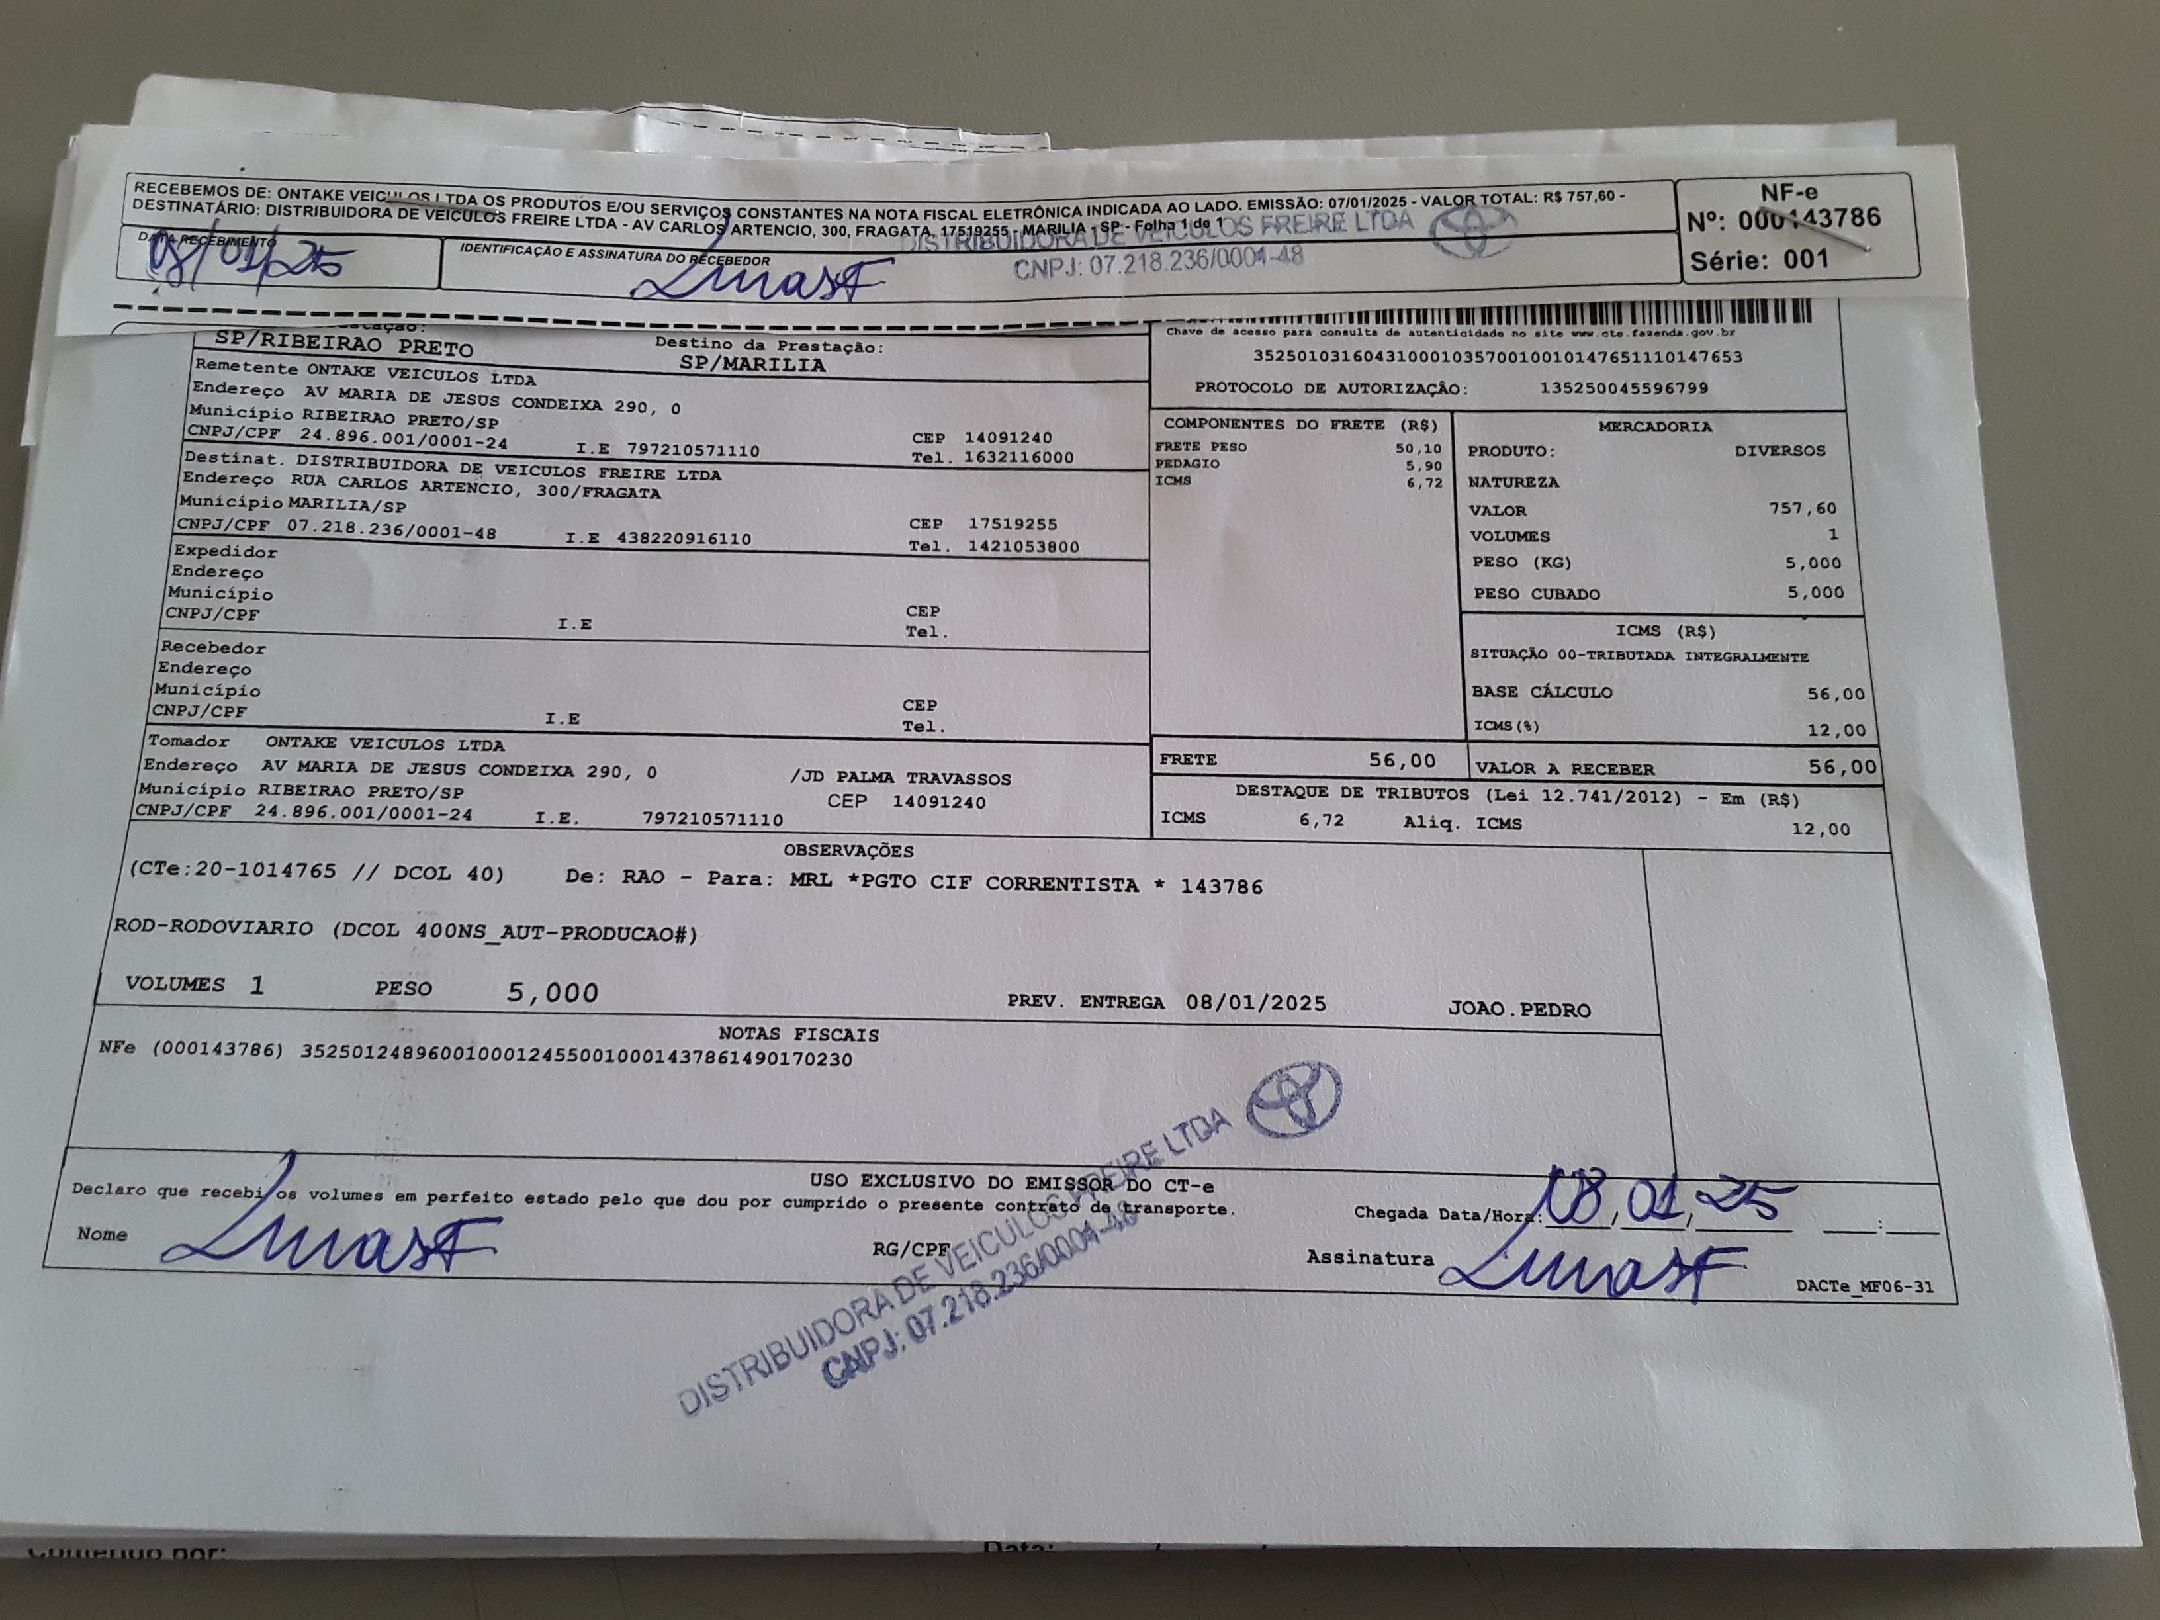 RECEBEMOS DE: ONTAKE VEICULOS LTDA OS PRODUTOS E/OU SERVIÇOS CONSTANTES NA NOTA FISCAL ELETRÔNICA INDICADA AO LADO. EMISSÃO: 07/01/2025 - VALOR TOTAL: R$ 757,60 -
DESTINATÁRIO: DISTRIBUIDORA DE VEICULOS FREIRE LTDA - AV CARLOS ARTENCIO, 300, FRAGATA, 17519255 - MARILIA - SP - Folha 1 de 1
NF-e
Nº: 000143786
Série: 001
DATA RECEBIMENTO
08/01/25
IDENTIFICAÇÃO E ASSINATURA DO RECEBEDOR
DISTRIBUIDORA DE VEICULOS FREIRE LTDA
CNPJ: 07.218.236/0001-48
SP/RIBEIRAO PRETO
Destino da Prestação:
SP/MARILIA
Remetente ONTAKE VEICULOS LTDA
Endereço AV MARIA DE JESUS CONDEIXA 290, 0
Município RIBEIRAO PRETO/SP
CEP 14091240
CNPJ/CPF 24.896.001/0001-24 I.E 797210571110 Tel. 1632116000
Destinat. DISTRIBUIDORA DE VEICULOS FREIRE LTDA
Endereço RUA CARLOS ARTENCIO, 300/FRAGATA
Município MARILIA/SP
CEP 17519255
CNPJ/CPF 07.218.236/0001-48 I.E 438220916110 Tel. 1421053800
Expedidor
Endereço
Município
CEP
CNPJ/CPF I.E Tel.
Recebedor
Endereço
Município
CEP
CNPJ/CPF I.E Tel.
Tomador ONTAKE VEICULOS LTDA
Endereço AV MARIA DE JESUS CONDEIXA 290, 0 /JD PALMA TRAVASSOS
Município RIBEIRAO PRETO/SP CEP 14091240
CNPJ/CPF 24.896.001/0001-24 I.E. 797210571110
Chave de acesso para consulta de autenticidade no site www.cte.fazenda.gov.br
35250103160431000103570010010147651110147653
PROTOCOLO DE AUTORIZAÇÃO: 135250045596799
COMPONENTES DO FRETE (R$)
FRETE PESO 50,10
PEDAGIO 5,90
ICMS 6,72
MERCADORIA
PRODUTO: DIVERSOS
NATUREZA
VALOR 757,60
VOLUMES 1
PESO (KG) 5,000
PESO CUBADO 5,000
ICMS (R$)
SITUAÇÃO 00-TRIBUTADA INTEGRALMENTE
BASE CÁLCULO 56,00
ICMS(%) 12,00
FRETE 56,00 VALOR A RECEBER 56,00
DESTAQUE DE TRIBUTOS (Lei 12.741/2012) - Em (R$)
ICMS 6,72 Aliq. ICMS 12,00
OBSERVAÇÕES
(CTe:20-1014765 // DCOL 40) De: RAO - Para: MRL *PGTO CIF CORRENTISTA * 143786
ROD-RODOVIARIO (DCOL 400NS_AUT-PRODUCAO#)
VOLUMES 1 PESO 5,000 PREV. ENTREGA 08/01/2025 JOAO.PEDRO
NOTAS FISCAIS
NFe (000143786) 35250124896001000124550010001437861490170230
USO EXCLUSIVO DO EMISSOR DO CT-e
Declaro que recebi os volumes em perfeito estado pelo que dou por cumprido o presente contrato de transporte.
Chegada Data/Hora: 08,01,25 :
Nome RG/CPF Assinatura
DACTe_MF06-31
DISTRIBUIDORA DE VEICULOS FREIRE LTDA
CNPJ: 07.218.236/0001-48
Data: